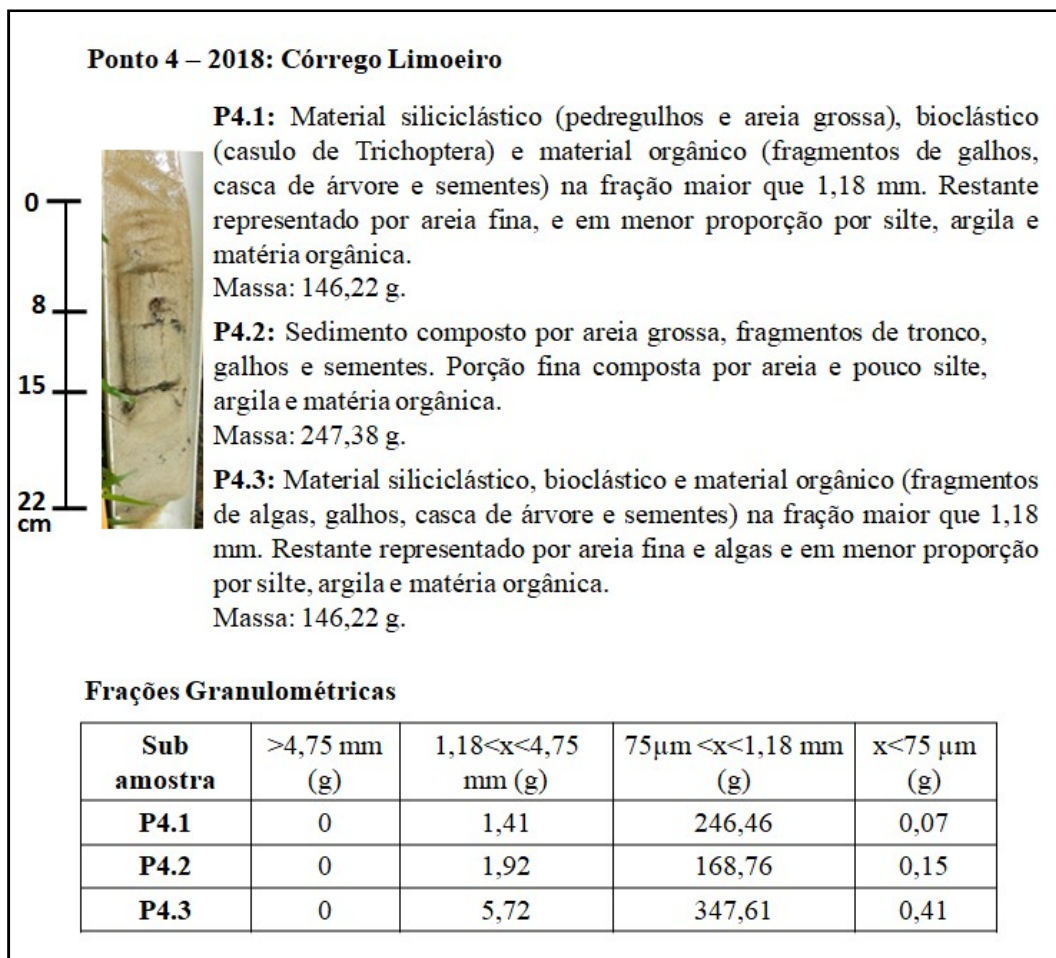 Ponto 4 – 2018: Córrego Limoeiro
P4.1: Material siliciclástico (pedregulhos e areia grossa), bioclástico
(casulo de Trichoptera) e material orgânico (fragmentos de galhos,
casca de árvore e sementes) na fração maior que 1,18 mm. Restante
representado por areia fina, e em menor proporção por silte, argila e
matéria orgânica.
Massa: 146,22 g.
P4.2: Sedimento composto por areia grossa, fragmentos de tronco,
galhos e sementes. Porção fina composta por areia e pouco silte,
argila e matéria orgânica.
Massa: 247,38 g.
P4.3: Material siliciclástico, bioclástico e material orgânico (fragmentos
de algas, galhos, casca de árvore e sementes) na fração maior que 1,18
mm. Restante representado por areia fina e algas e em menor proporção
por silte, argila e matéria orgânica.
Massa: 146,22 g.
0
8
15
22
cm
Frações Granulométricas
Sub amostra >4,75 mm (g) 1,18<x<4,75 mm (g) 75µm <x<1,18 mm (g) x<75 µm (g)
P4.1 0 1,41 246,46 0,07
P4.2 0 1,92 168,76 0,15
P4.3 0 5,72 347,61 0,41